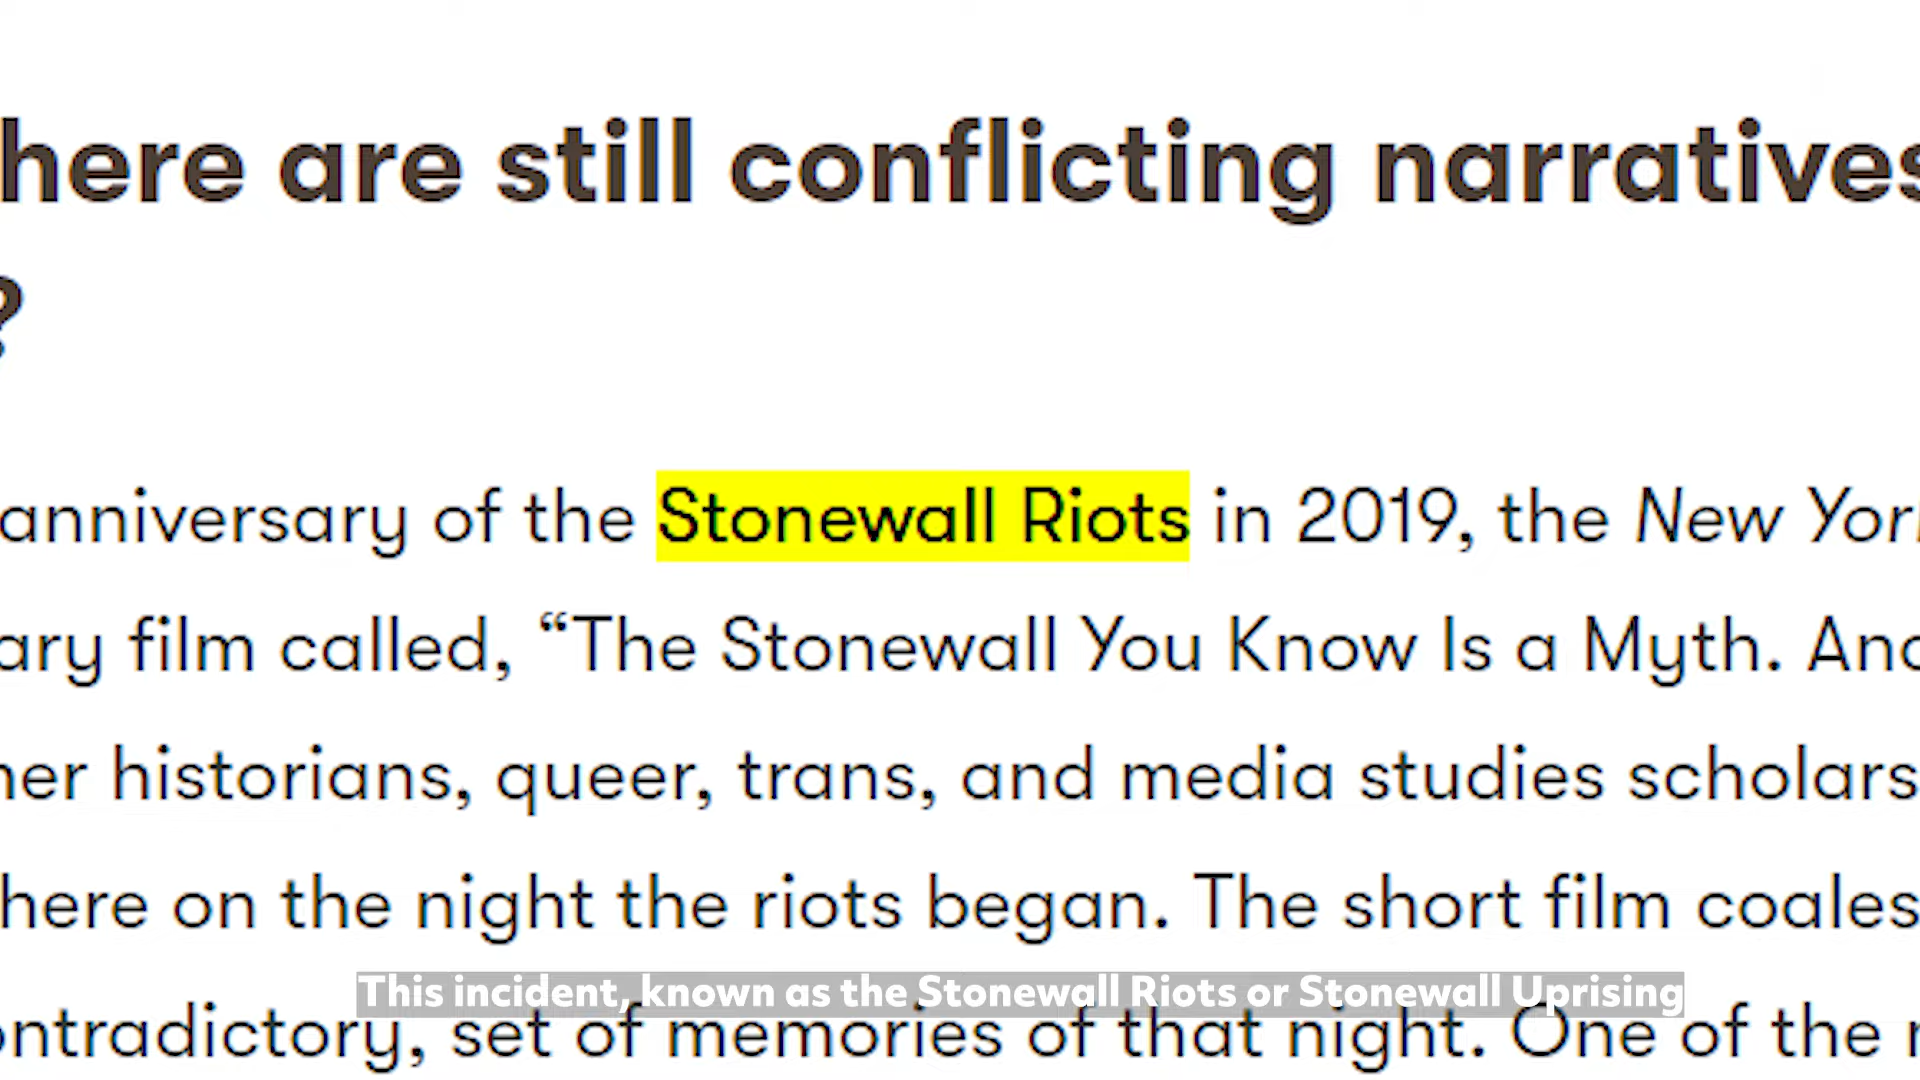 here are still conflicting narratives
?
anniversary of the Stonewall Riots in 2019, the New York
ary film called, “The Stonewall You Know Is a Myth. And
her historians, queer, trans, and media studies scholars
here on the night the riots began. The short film coales
This incident, known as the Stonewall Riots or Stonewall Uprising
ontradictory, set of memories of that night. One of the